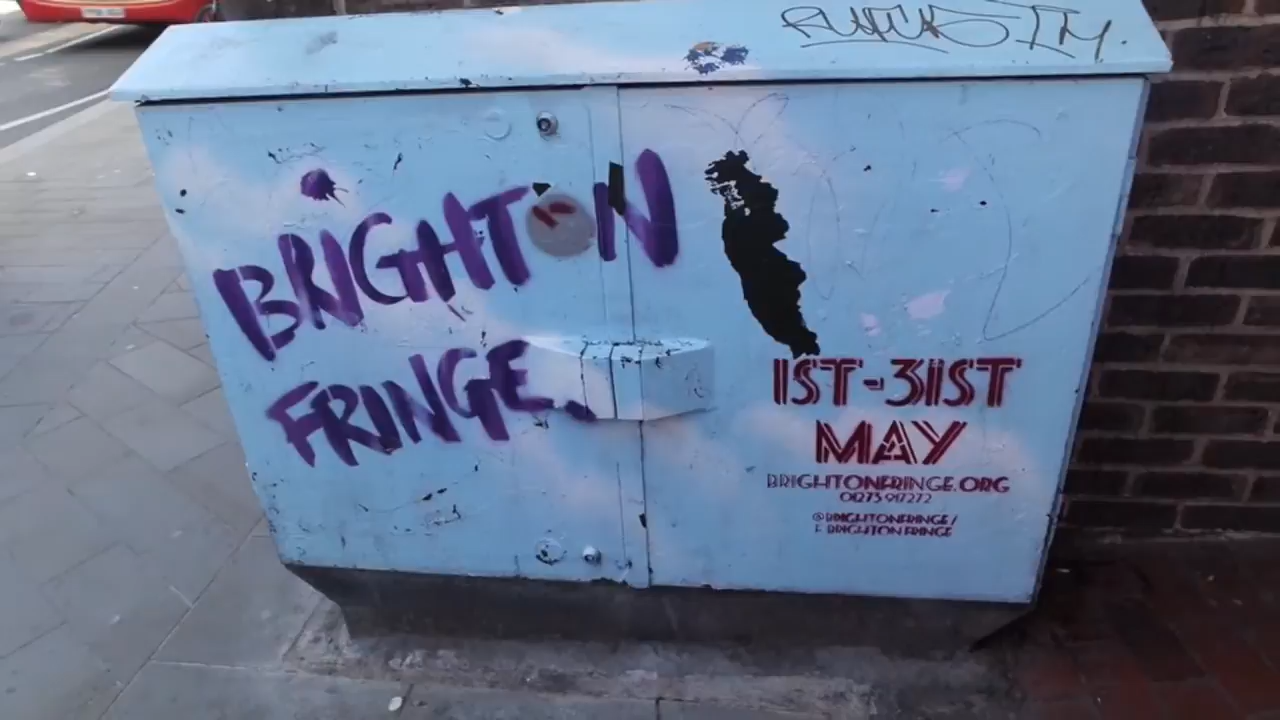 BRIGHTON
FRINGE.
1ST-31ST
MAY
BRIGHTONFRINGE.ORG
01273 917272
@BRIGHTONFRINGE/
F BRIGHTON FRINGE